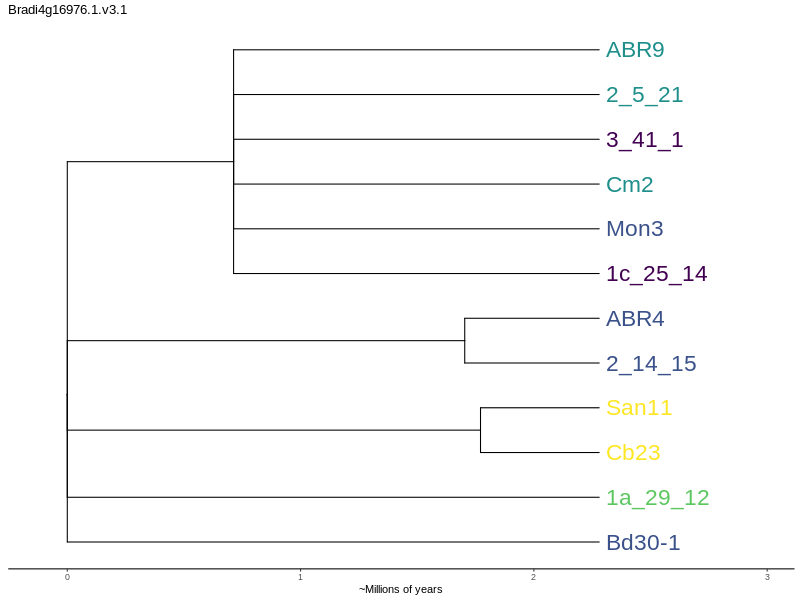 Bradi4g16976.1.v3.1
ABR9
2_5_21
3_41_1
Cm2
Mon3
1c_25_14
ABR4
2_14_15
San11
Cb23
1a_29_12
Bd30-1
0 1 2 3
~Millions of years